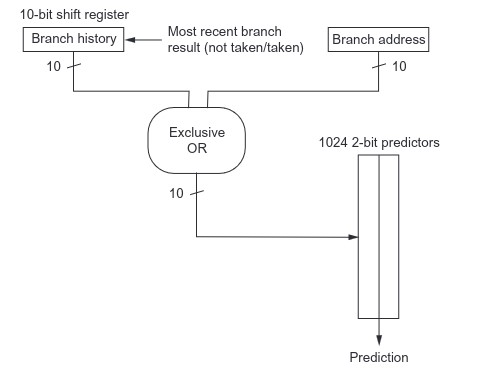 10-bit shift register
Branch history
Most recent branch
result (not taken/taken)
Branch address
10
10
Exclusive
OR
1024 2-bit predictors
10
Prediction